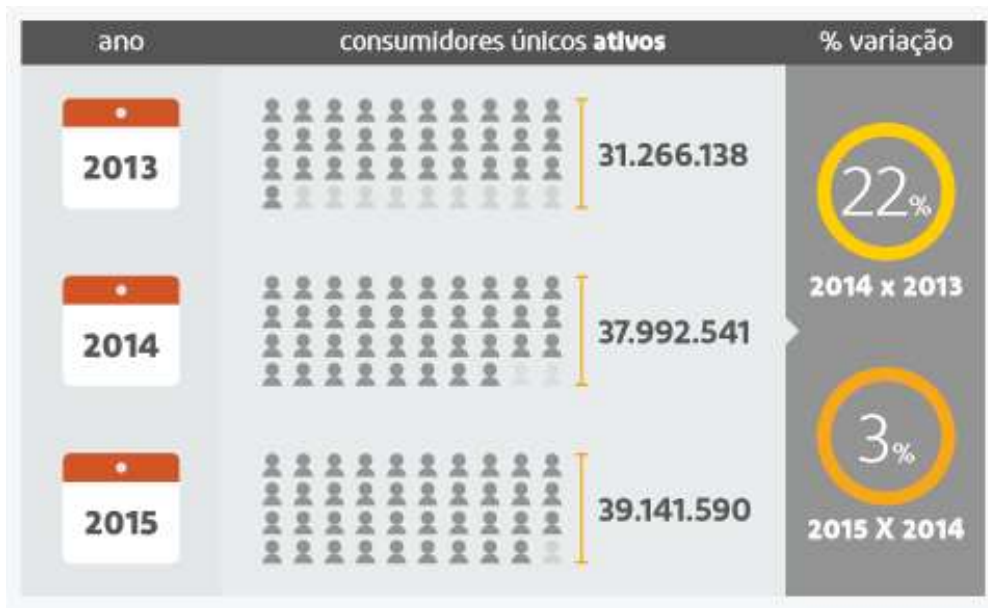 ano consumidores únicos ativos % variação
2013 31.266.138
22%
2014 x 2013
2014 37.992.541
3%
2015 39.141.590
2015 X 2014